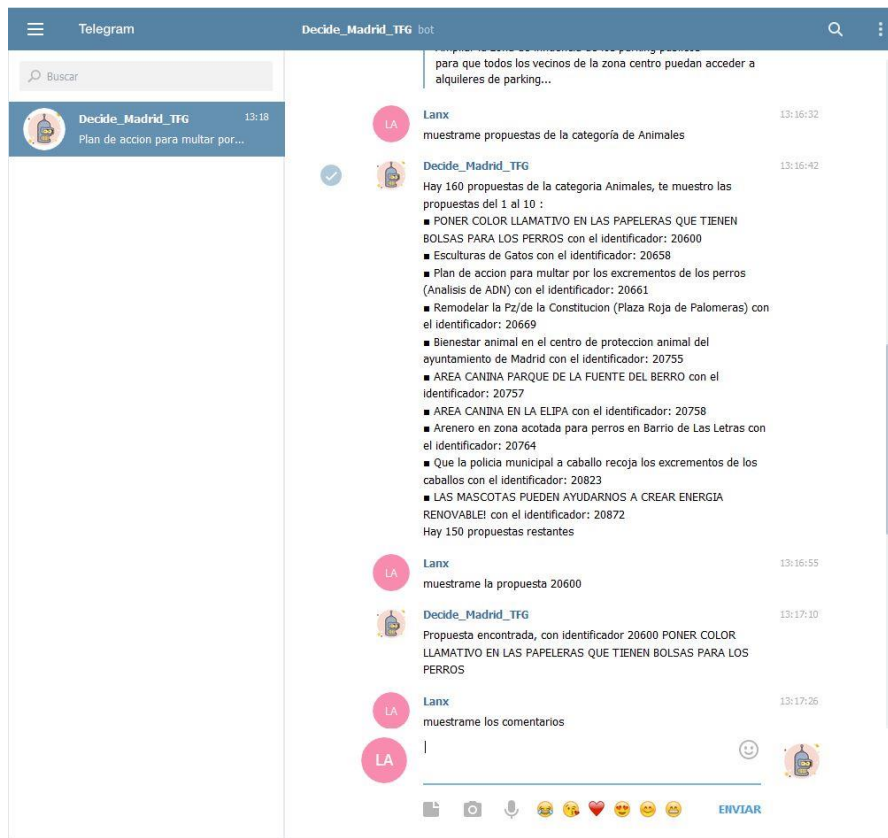 Telegram
Decide_Madrid_TFG bot
Buscar
Decide_Madrid_TFG 13:18
Plan de accion para multar por...
para que todos los vecinos de la zona centro puedan acceder a
alquileres de parking...
Lanx 13:16:32
LA
muestrame propuestas de la categoría de Animales
Decide_Madrid_TFG 13:16:42
Hay 160 propuestas de la categoria Animales, te muestro las
propuestas del 1 al 10 :
■ PONER COLOR LLAMATIVO EN LAS PAPELERAS QUE TIENEN
BOLSAS PARA LOS PERROS con el identificador: 20600
■ Esculturas de Gatos con el identificador: 20658
■ Plan de accion para multar por los excrementos de los perros
(Analisis de ADN) con el identificador: 20661
■ Remodelar la Pz/de la Constitucion (Plaza Roja de Palomeras) con
el identificador: 20669
■ Bienestar animal en el centro de proteccion animal del
ayuntamiento de Madrid con el identificador: 20755
■ AREA CANINA PARQUE DE LA FUENTE DEL BERRO con el
identificador: 20757
■ AREA CANINA EN LA ELIPA con el identificador: 20758
■ Arenero en zona acotada para perros en Barrio de Las Letras con
el identificador: 20764
■ Que la policia municipal a caballo recoja los excrementos de los
caballos con el identificador: 20823
■ LAS MASCOTAS PUEDEN AYUDARNOS A CREAR ENERGIA
RENOVABLE! con el identificador: 20872
Hay 150 propuestas restantes
Lanx 13:16:55
LA
muestrame la propuesta 20600
Decide_Madrid_TFG 13:17:10
Propuesta encontrada, con identificador 20600 PONER COLOR
LLAMATIVO EN LAS PAPELERAS QUE TIENEN BOLSAS PARA LOS
PERROS
Lanx 13:17:26
LA
muestrame los comentarios
LA
ENVIAR